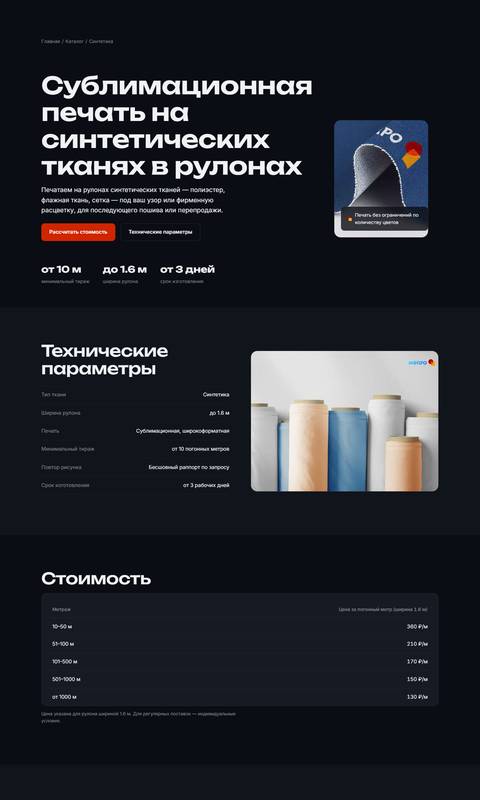 Главная / Каталог / Синтетика
Сублимационная
печать на
синтетических
тканях в рулонах
Печатаем на рулонах синтетических тканей — полиэстер,
флажная ткань, сетка — под ваш узор или фирменную
расцветку, для последующего пошива или перепродажи.
Рассчитать стоимость
Технические параметры
Печать без ограничений по
количеству цветов
от 10 м
до 1.6 м
от 3 дней
минимальный тираж
ширина рулона
срок изготовления
Технические
параметры
Тип ткани
Синтетика
Ширина рулона
до 1.6 м
Печать
Сублимационная, широкоформатная
Минимальный тираж
от 10 погонных метров
Повтор рисунка
Бесшовный раппорт по запросу
Срок изготовления
от 3 рабочих дней
Стоимость
Метраж
Цена за погонный метр (ширина 1.6 м)
10–50 м
360 ₽/м
51–100 м
210 ₽/м
101–500 м
170 ₽/м
501–1000 м
150 ₽/м
от 1000 м
130 ₽/м
Цена указана для рулона шириной 1.6 м. Для регулярных поставок — индивидуальные
условия.